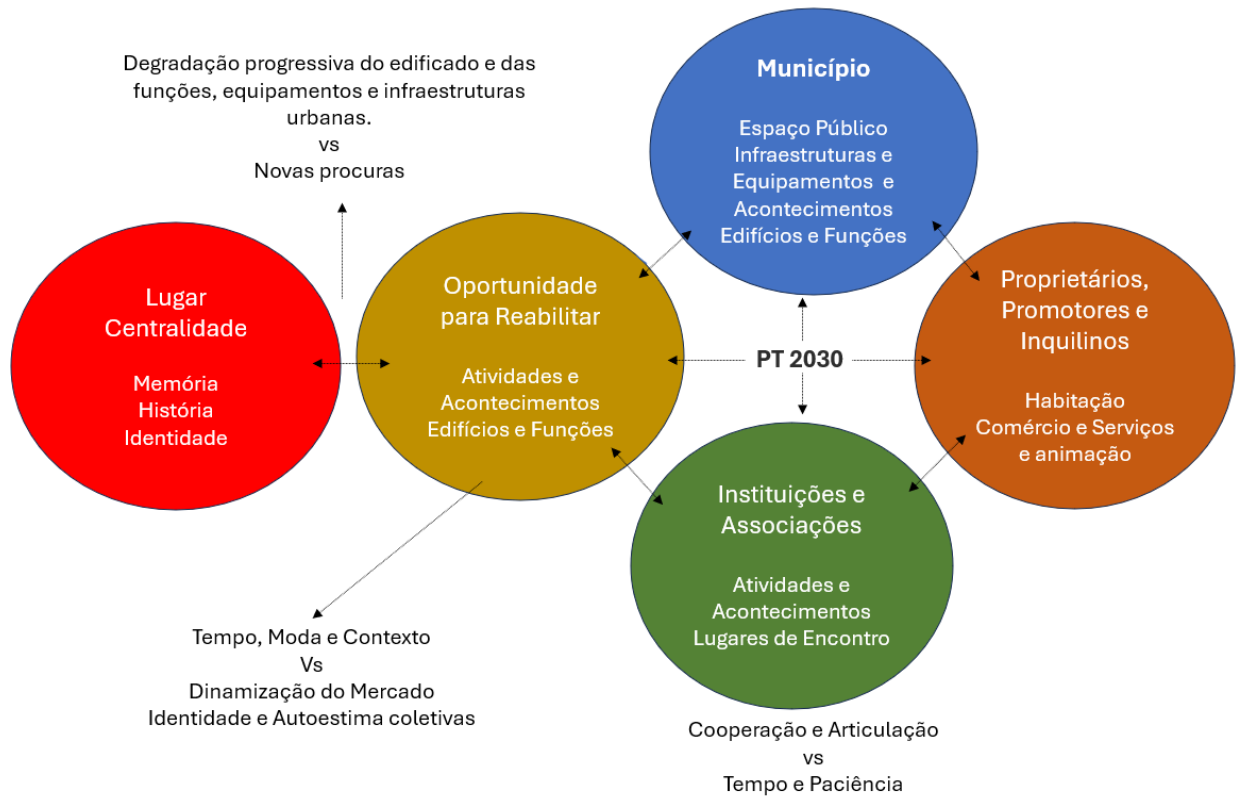 Degradação progressiva do edificado e das
funções, equipamentos e infraestruturas
urbanas.
vs
Novas procuras
Município
Espaço Público
Infraestruturas e
Equipamentos e
Acontecimentos
Edifícios e Funções
Lugar
Centralidade
Memória
História
Identidade
Oportunidade
para Reabilitar
Atividades e
Acontecimentos
Edifícios e Funções
PT 2030
Proprietários,
Promotores e
Inquilinos
Habitação
Comércio e Serviços
e animação
Instituições e
Associações
Atividades e
Acontecimentos
Lugares de Encontro
Tempo, Moda e Contexto
Vs
Dinamização do Mercado
Identidade e Autoestima coletivas
Cooperação e Articulação
vs
Tempo e Paciência